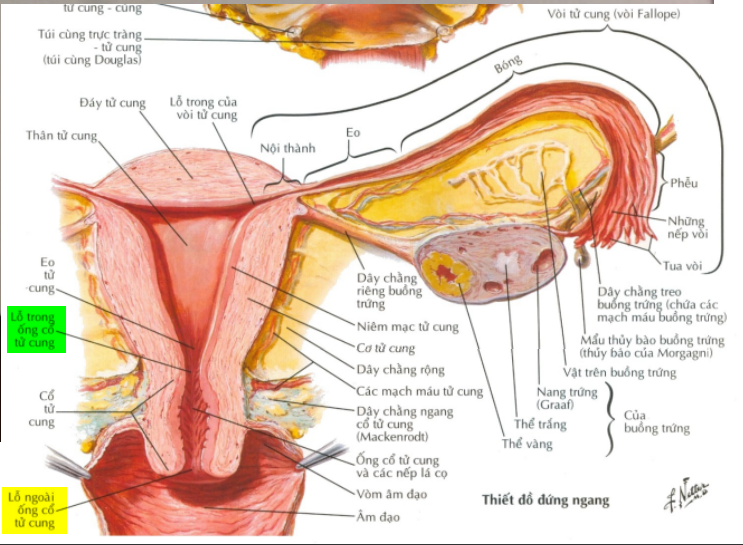 tử cung - cùng
Túi cùng trực tràng
- tử cung
(túi cùng Douglas)
Vòi tử cung (vòi Fallope)
Bóng
Đáy tử cung
Lỗ trong của
vòi tử cung
Thân tử cung
Nội thành
Eo
Phễu
Những
nếp vòi
Tua vòi
Eo
tử
cung
Lỗ trong
ống cổ
tử cung
Cổ
tử
cung
Lỗ ngoài
ống cổ
tử cung
Dây chằng
riêng buồng
trứng
Niêm mạc tử cung
Cơ tử cung
Dây chằng rộng
Các mạch máu tử cung
Dây chằng ngang
cổ tử cung
(Mackenrodt)
Ống cổ tử cung
và các nếp lá cọ
Vòm âm đạo
Âm đạo
Dây chằng treo
buồng trứng (chứa các
mạch máu buồng trứng)
Mẩu thủy bào buồng trứng
(thủy bào của Morgagni)
Vật trên buồng trứng
Nang trứng
(Graaf)
Thể trắng
Thể vàng
Của
buồng trứng
Thiết đồ đứng ngang
F. Netter